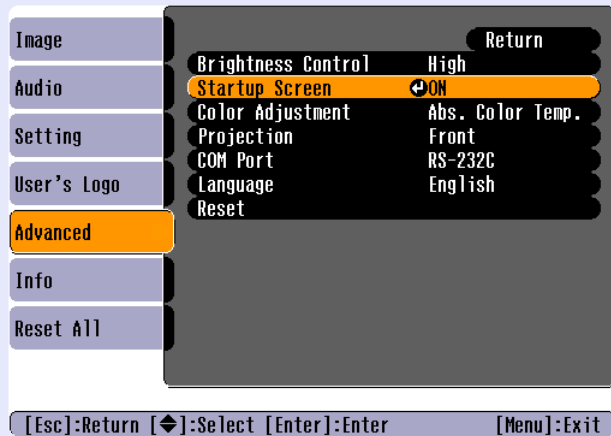 Image
Audio
Setting
User's Logo
Advanced
Info
Reset All
Return
Brightness Control High
Startup Screen ON
Color Adjustment Abs. Color Temp.
Projection Front
COM Port RS-232C
Language English
Reset
[Esc]:Return [◆]:Select [Enter]:Enter [Menu]:Exit